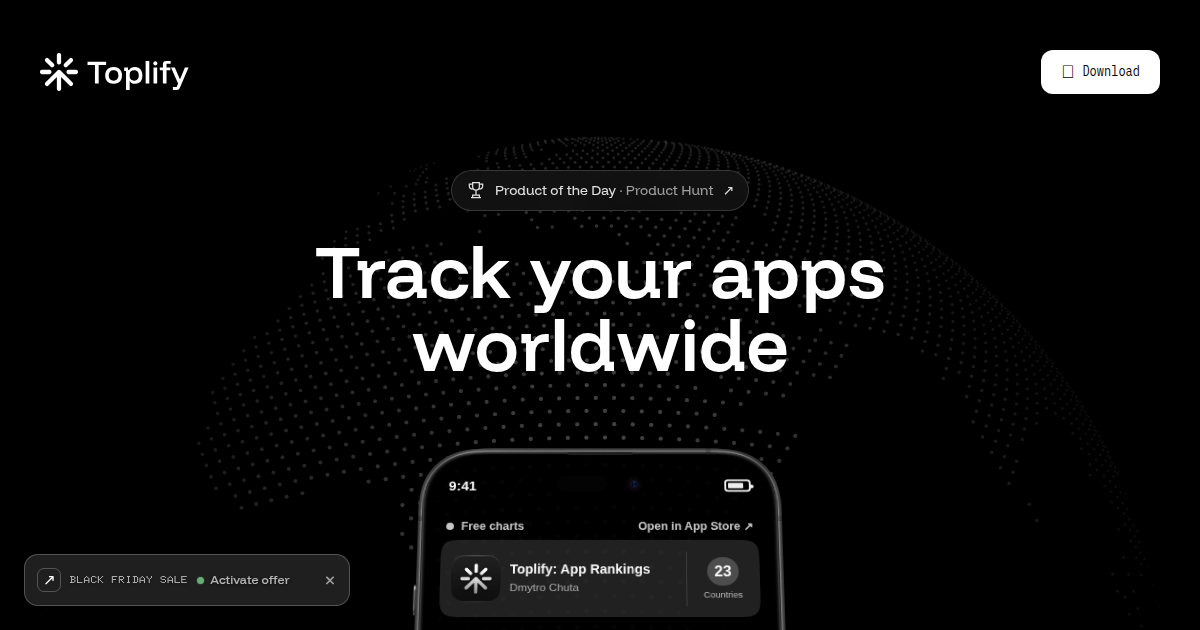 Toplify
Download
Product of the Day · Product Hunt ↗
Track your apps
worldwide
9:41
Free charts
Open in App Store ↗
Toplify: App Rankings
Dmytro Chuta
23
Countries
BLACK FRIDAY SALE
Activate offer